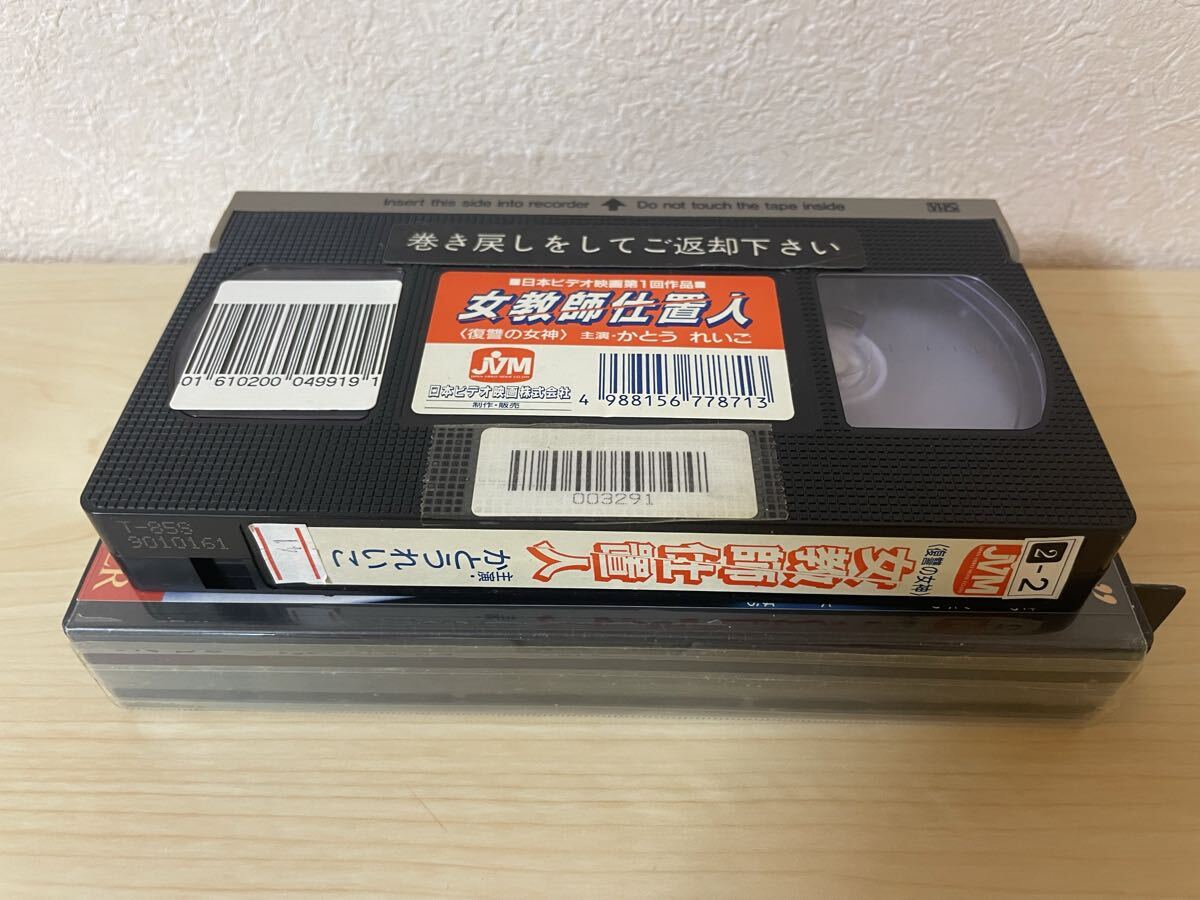 Insert this side into recorder ↑ Do not touch the tape inside VHS
巻き戻しをしてご返却下さい
■日本ビデオ映画第1回作品■
女教師仕置人
〈復讐の女神〉 主演・かとう れいこ
JVM
日本ビデオ映画株式会社
制作・販売
4 988156 778713
01 610200 049919 1
003291
T-85S
9010161
41
主演・かとうれいこ
女教師仕置人
〈復讐の女神〉
JVM
2-2
R